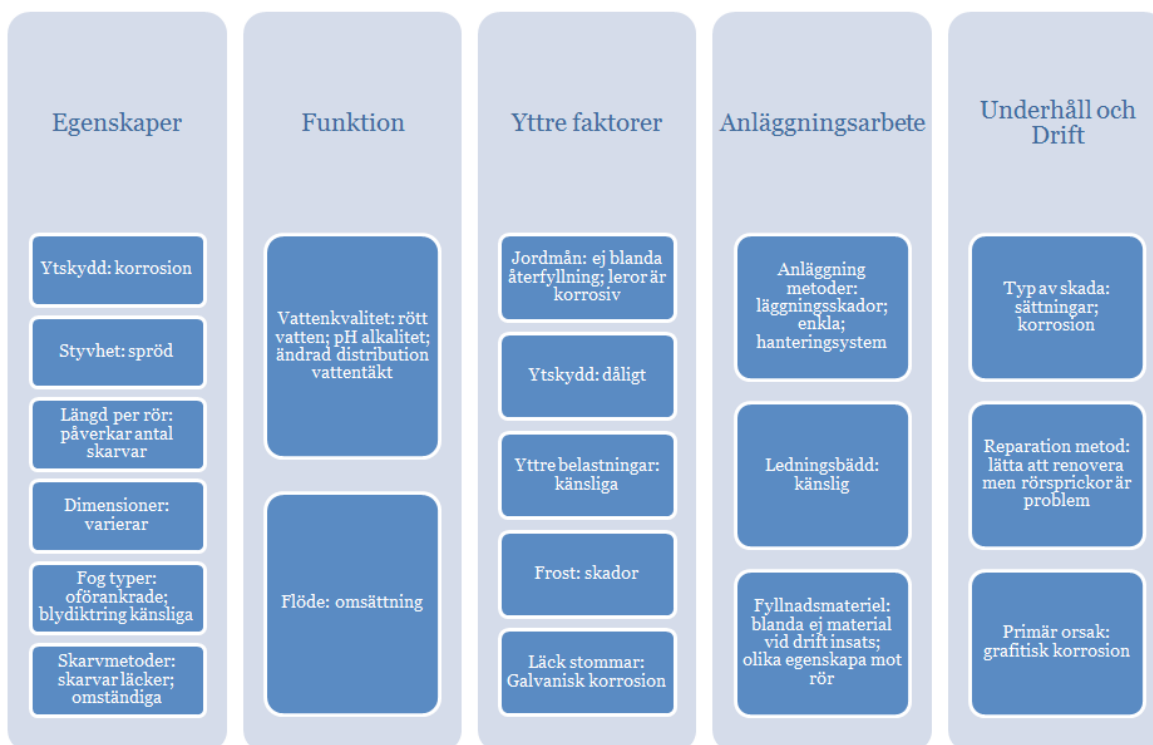 Egenskaper
Ytskydd: korrosion
Styvhet: spröd
Längd per rör:
påverkar antal
skarvar
Dimensioner:
varierar
Fog typer:
oförankrade;
blydiktring känsliga
Skarvmetoder:
skarvar läcker;
omständiga
Funktion
Vattenkvalitet: rött
vatten; pH alkalitet;
ändrad distribution
vattentäkt
Flöde: omsättning
Yttre faktorer
Jordmån: ej blanda
återfyllning; leror är
korrosiv
Ytskydd: dåligt
Yttre belastningar:
känsliga
Frost: skador
Läck stommar:
Galvanisk korrosion
Anläggningsarbete
Anläggning
metoder:
läggningsskador;
enkla;
hanteringsystem
Ledningsbädd:
känslig
Fyllnadsmateriel:
blanda ej material
vid drift insats;
olika egenskapa mot
rör
Underhåll och
Drift
Typ av skada:
sättningar;
korrosion
Reparation metod:
lätta att renovera
men rörsprickor är
problem
Primär orsak:
grafitisk korrosion